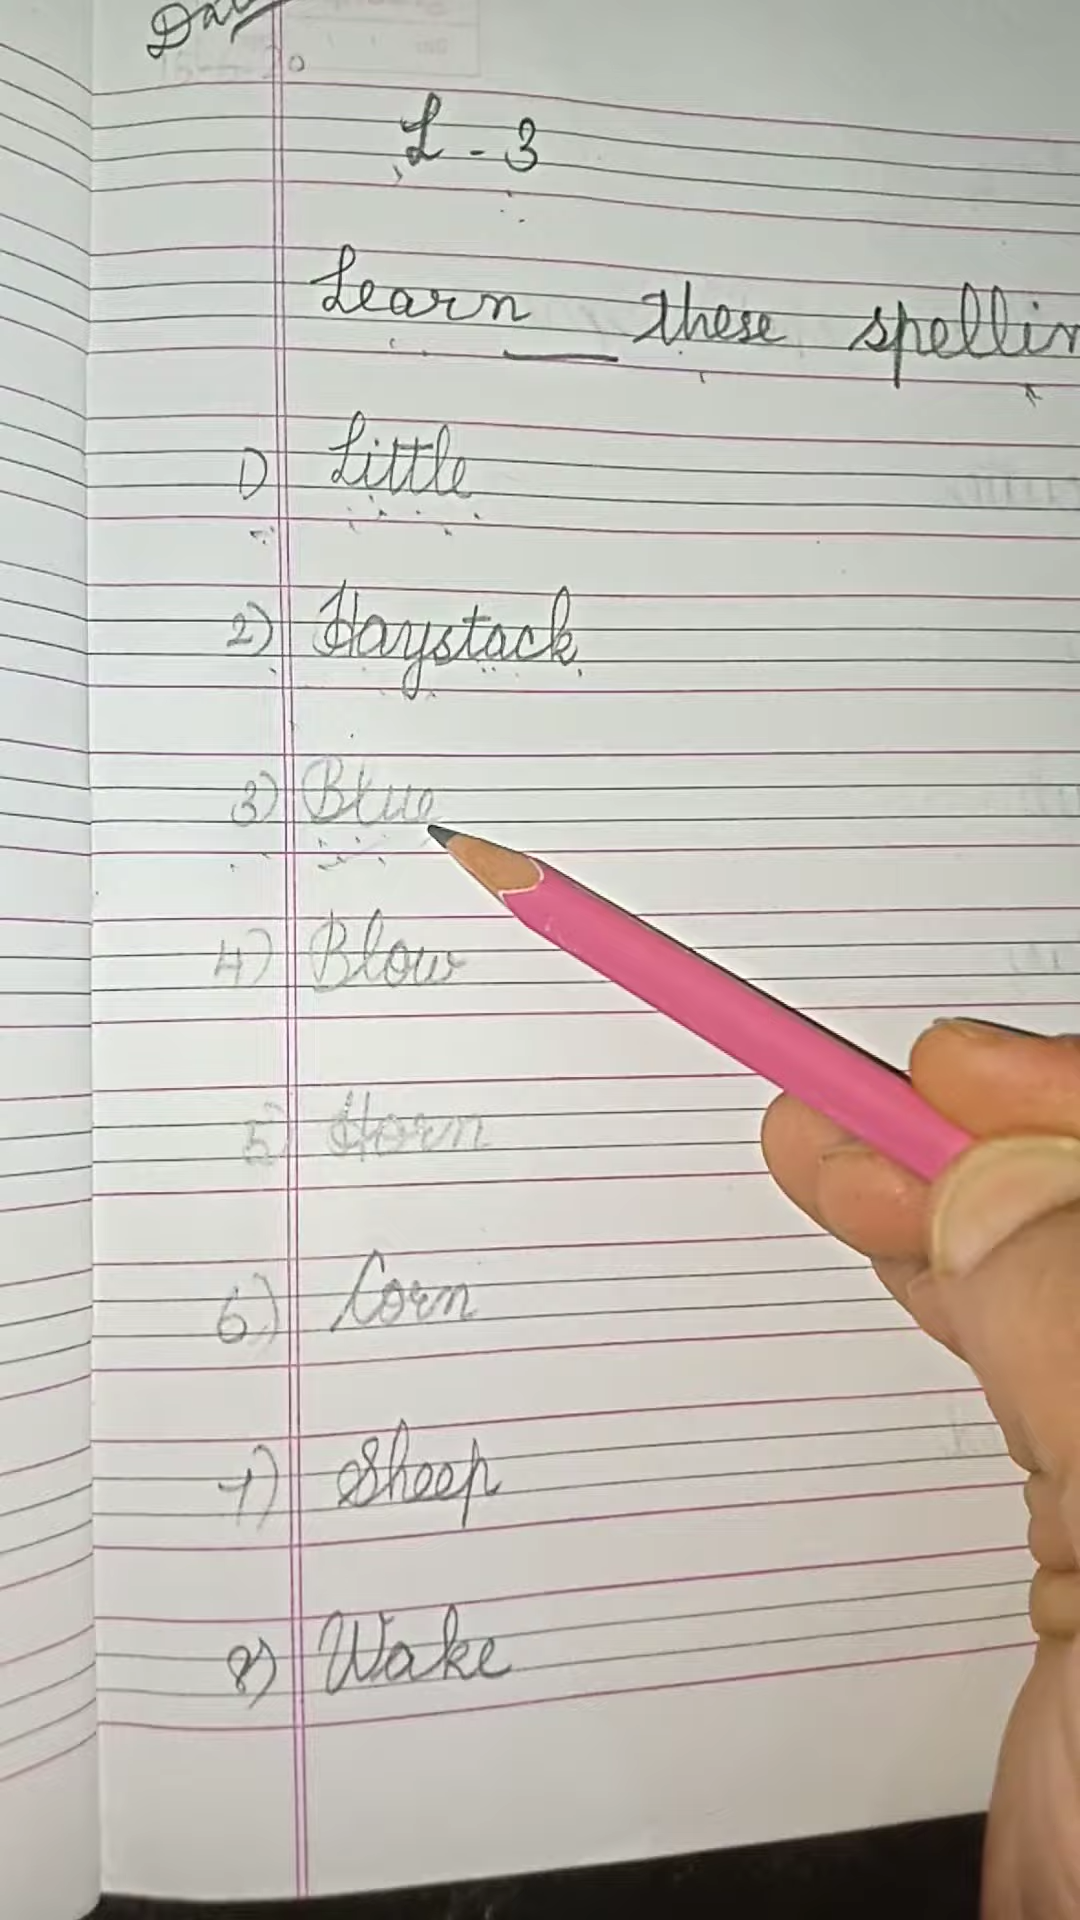 L - 3
Learn these spellin
1) Little
2) Haystack
3) Blue
4) Blow
5) Horn
6) Corn
7) Sheep
8) Wake